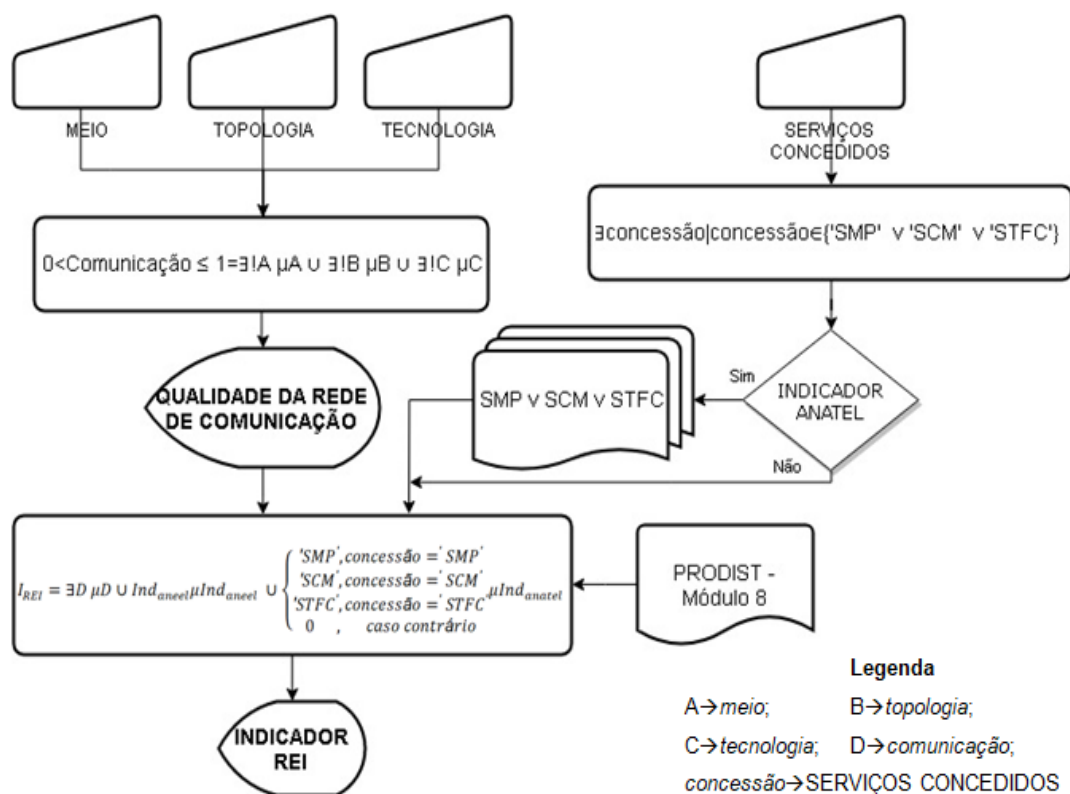 MEIO
TOPOLOGIA
TECNOLOGIA
SERVIÇOS
CONCEDIDOS
0<Comunicação ≤ 1=∃!A μA ∪ ∃!B μB ∪ ∃!C μC
∃concessão|concessão∈{'SMP' ∨ 'SCM' ∨ 'STFC'}
QUALIDADE DA REDE
DE COMUNICAÇÃO
SMP ∨ SCM ∨ STFC
Sim
INDICADOR
ANATEL
Não
'SMP', concessão =' SMP'
'SCM', concessão =' SCM'
I_REI = ∃D μD ∪ Ind_aneel μInd_aneel ∪ { .μInd_anatel
'STFC', concessão =' STFC'
0 , caso contrário
PRODIST -
Módulo 8
INDICADOR
REI
Legenda
A→meio; B→topologia;
C→tecnologia; D→comunicação;
concessão→SERVIÇOS CONCEDIDOS